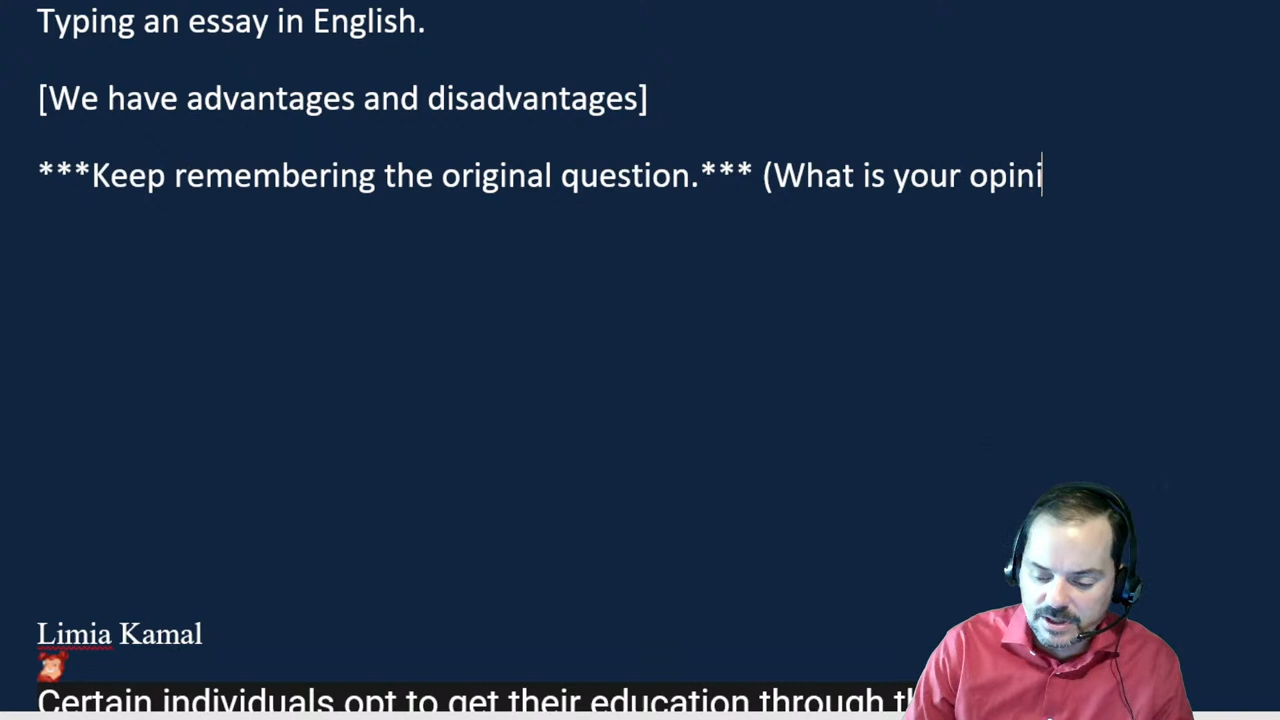 Typing an essay in English.
[We have advantages and disadvantages]
***Keep remembering the original question.*** (What is your opini
Limia Kamal
Certain individuals opt to get their education through